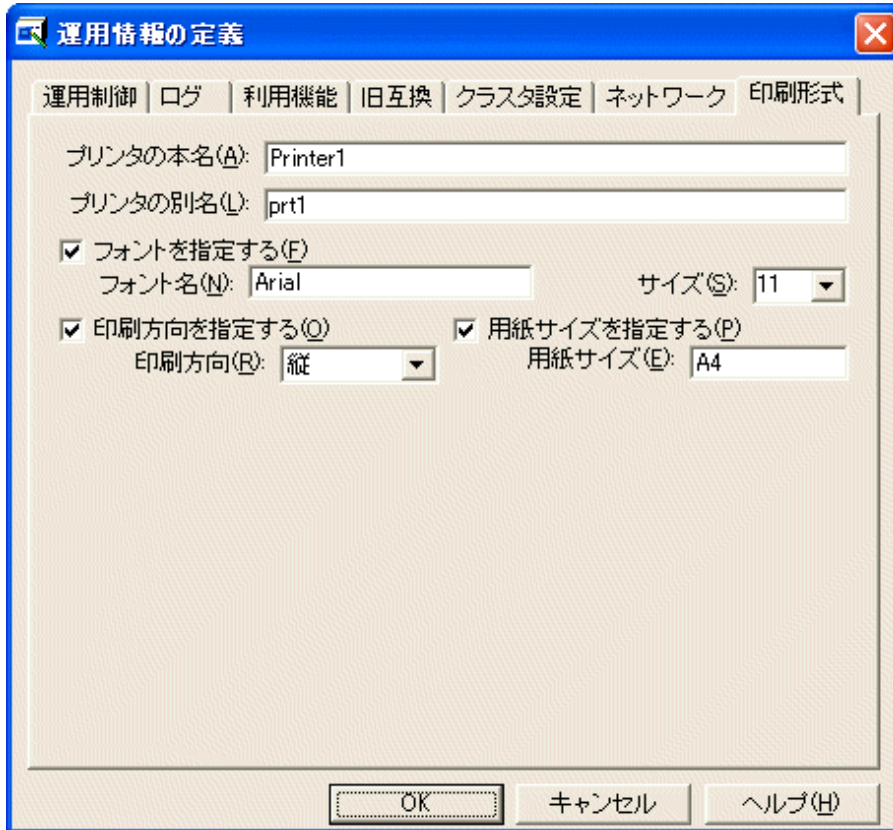 運用情報の定義
運用制御 ログ 利用機能 旧互換 クラスタ設定 ネットワーク 印刷形式
プリンタの本名(A): Printer1
プリンタの別名(L): prt1
フォントを指定する(F)
フォント名(N): Arial サイズ(S): 11
印刷方向を指定する(O) 用紙サイズを指定する(P)
印刷方向(R): 縦 用紙サイズ(E): A4
OK キャンセル ヘルプ(H)